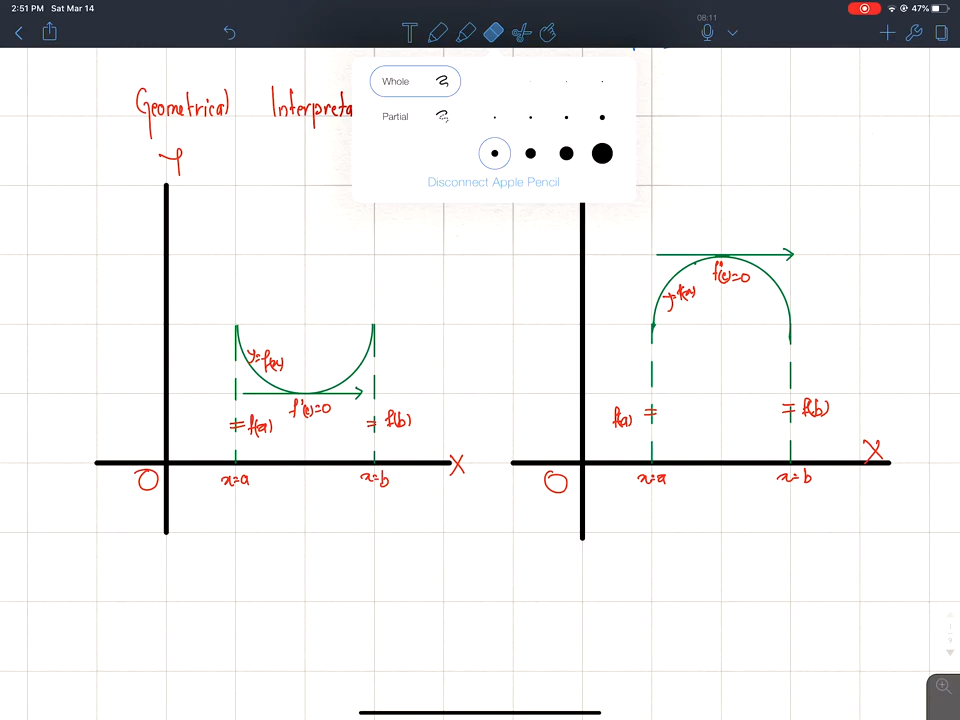 2:51 PM Sat Mar 14
47%
08:11
Whole
Partial
Disconnect Apple Pencil
Geometrical Interpreta
Y
y=f(x)
f'(c)=0
= f(a)
= f(b)
O
x=a
x=b
X
f'(c)=0
y=f(x)
f(a) =
= f(b)
O
x=a
x=b
X